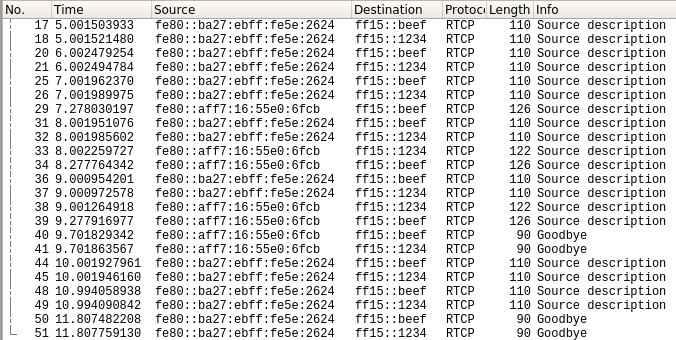 No. Time Source Destination Protoc Length Info
17 5.001503933 fe80::ba27:ebff:fe5e:2624 ff15::beef RTCP 110 Source description
18 5.001521480 fe80::ba27:ebff:fe5e:2624 ff15::1234 RTCP 110 Source description
20 6.002479254 fe80::ba27:ebff:fe5e:2624 ff15::beef RTCP 110 Source description
21 6.002494784 fe80::ba27:ebff:fe5e:2624 ff15::1234 RTCP 110 Source description
25 7.001962370 fe80::ba27:ebff:fe5e:2624 ff15::beef RTCP 110 Source description
26 7.001989975 fe80::ba27:ebff:fe5e:2624 ff15::1234 RTCP 110 Source description
29 7.278030197 fe80::aff7:16:55e0:6fcb ff15::beef RTCP 126 Source description
31 8.001951076 fe80::ba27:ebff:fe5e:2624 ff15::beef RTCP 110 Source description
32 8.001985602 fe80::ba27:ebff:fe5e:2624 ff15::1234 RTCP 110 Source description
33 8.002259727 fe80::aff7:16:55e0:6fcb ff15::1234 RTCP 122 Source description
34 8.277764342 fe80::aff7:16:55e0:6fcb ff15::beef RTCP 126 Source description
36 9.000954201 fe80::ba27:ebff:fe5e:2624 ff15::beef RTCP 110 Source description
37 9.000972578 fe80::ba27:ebff:fe5e:2624 ff15::1234 RTCP 110 Source description
38 9.001264918 fe80::aff7:16:55e0:6fcb ff15::1234 RTCP 122 Source description
39 9.277916977 fe80::aff7:16:55e0:6fcb ff15::beef RTCP 126 Source description
40 9.701829342 fe80::aff7:16:55e0:6fcb ff15::beef RTCP 90 Goodbye
41 9.701863567 fe80::aff7:16:55e0:6fcb ff15::1234 RTCP 90 Goodbye
44 10.001927961 fe80::ba27:ebff:fe5e:2624 ff15::beef RTCP 110 Source description
45 10.001946160 fe80::ba27:ebff:fe5e:2624 ff15::1234 RTCP 110 Source description
48 10.994058938 fe80::ba27:ebff:fe5e:2624 ff15::beef RTCP 110 Source description
49 10.994090842 fe80::ba27:ebff:fe5e:2624 ff15::1234 RTCP 110 Source description
50 11.807482208 fe80::ba27:ebff:fe5e:2624 ff15::beef RTCP 90 Goodbye
51 11.807759130 fe80::ba27:ebff:fe5e:2624 ff15::1234 RTCP 90 Goodbye